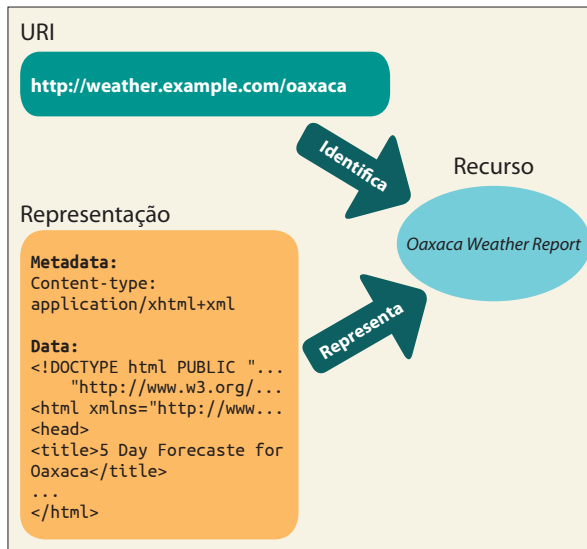 URI
http://weather.example.com/oaxaca
Identifica
Recurso
Oaxaca Weather Report
Representação
Metadata:
Content-type:
application/xhtml+xml
Data:
<!DOCTYPE html PUBLIC "...
"http://www.w3.org/...
<html xmlns="http://www...
<head>
<title>5 Day Forecaste for
Oaxaca</title>
...
</html>
Representa